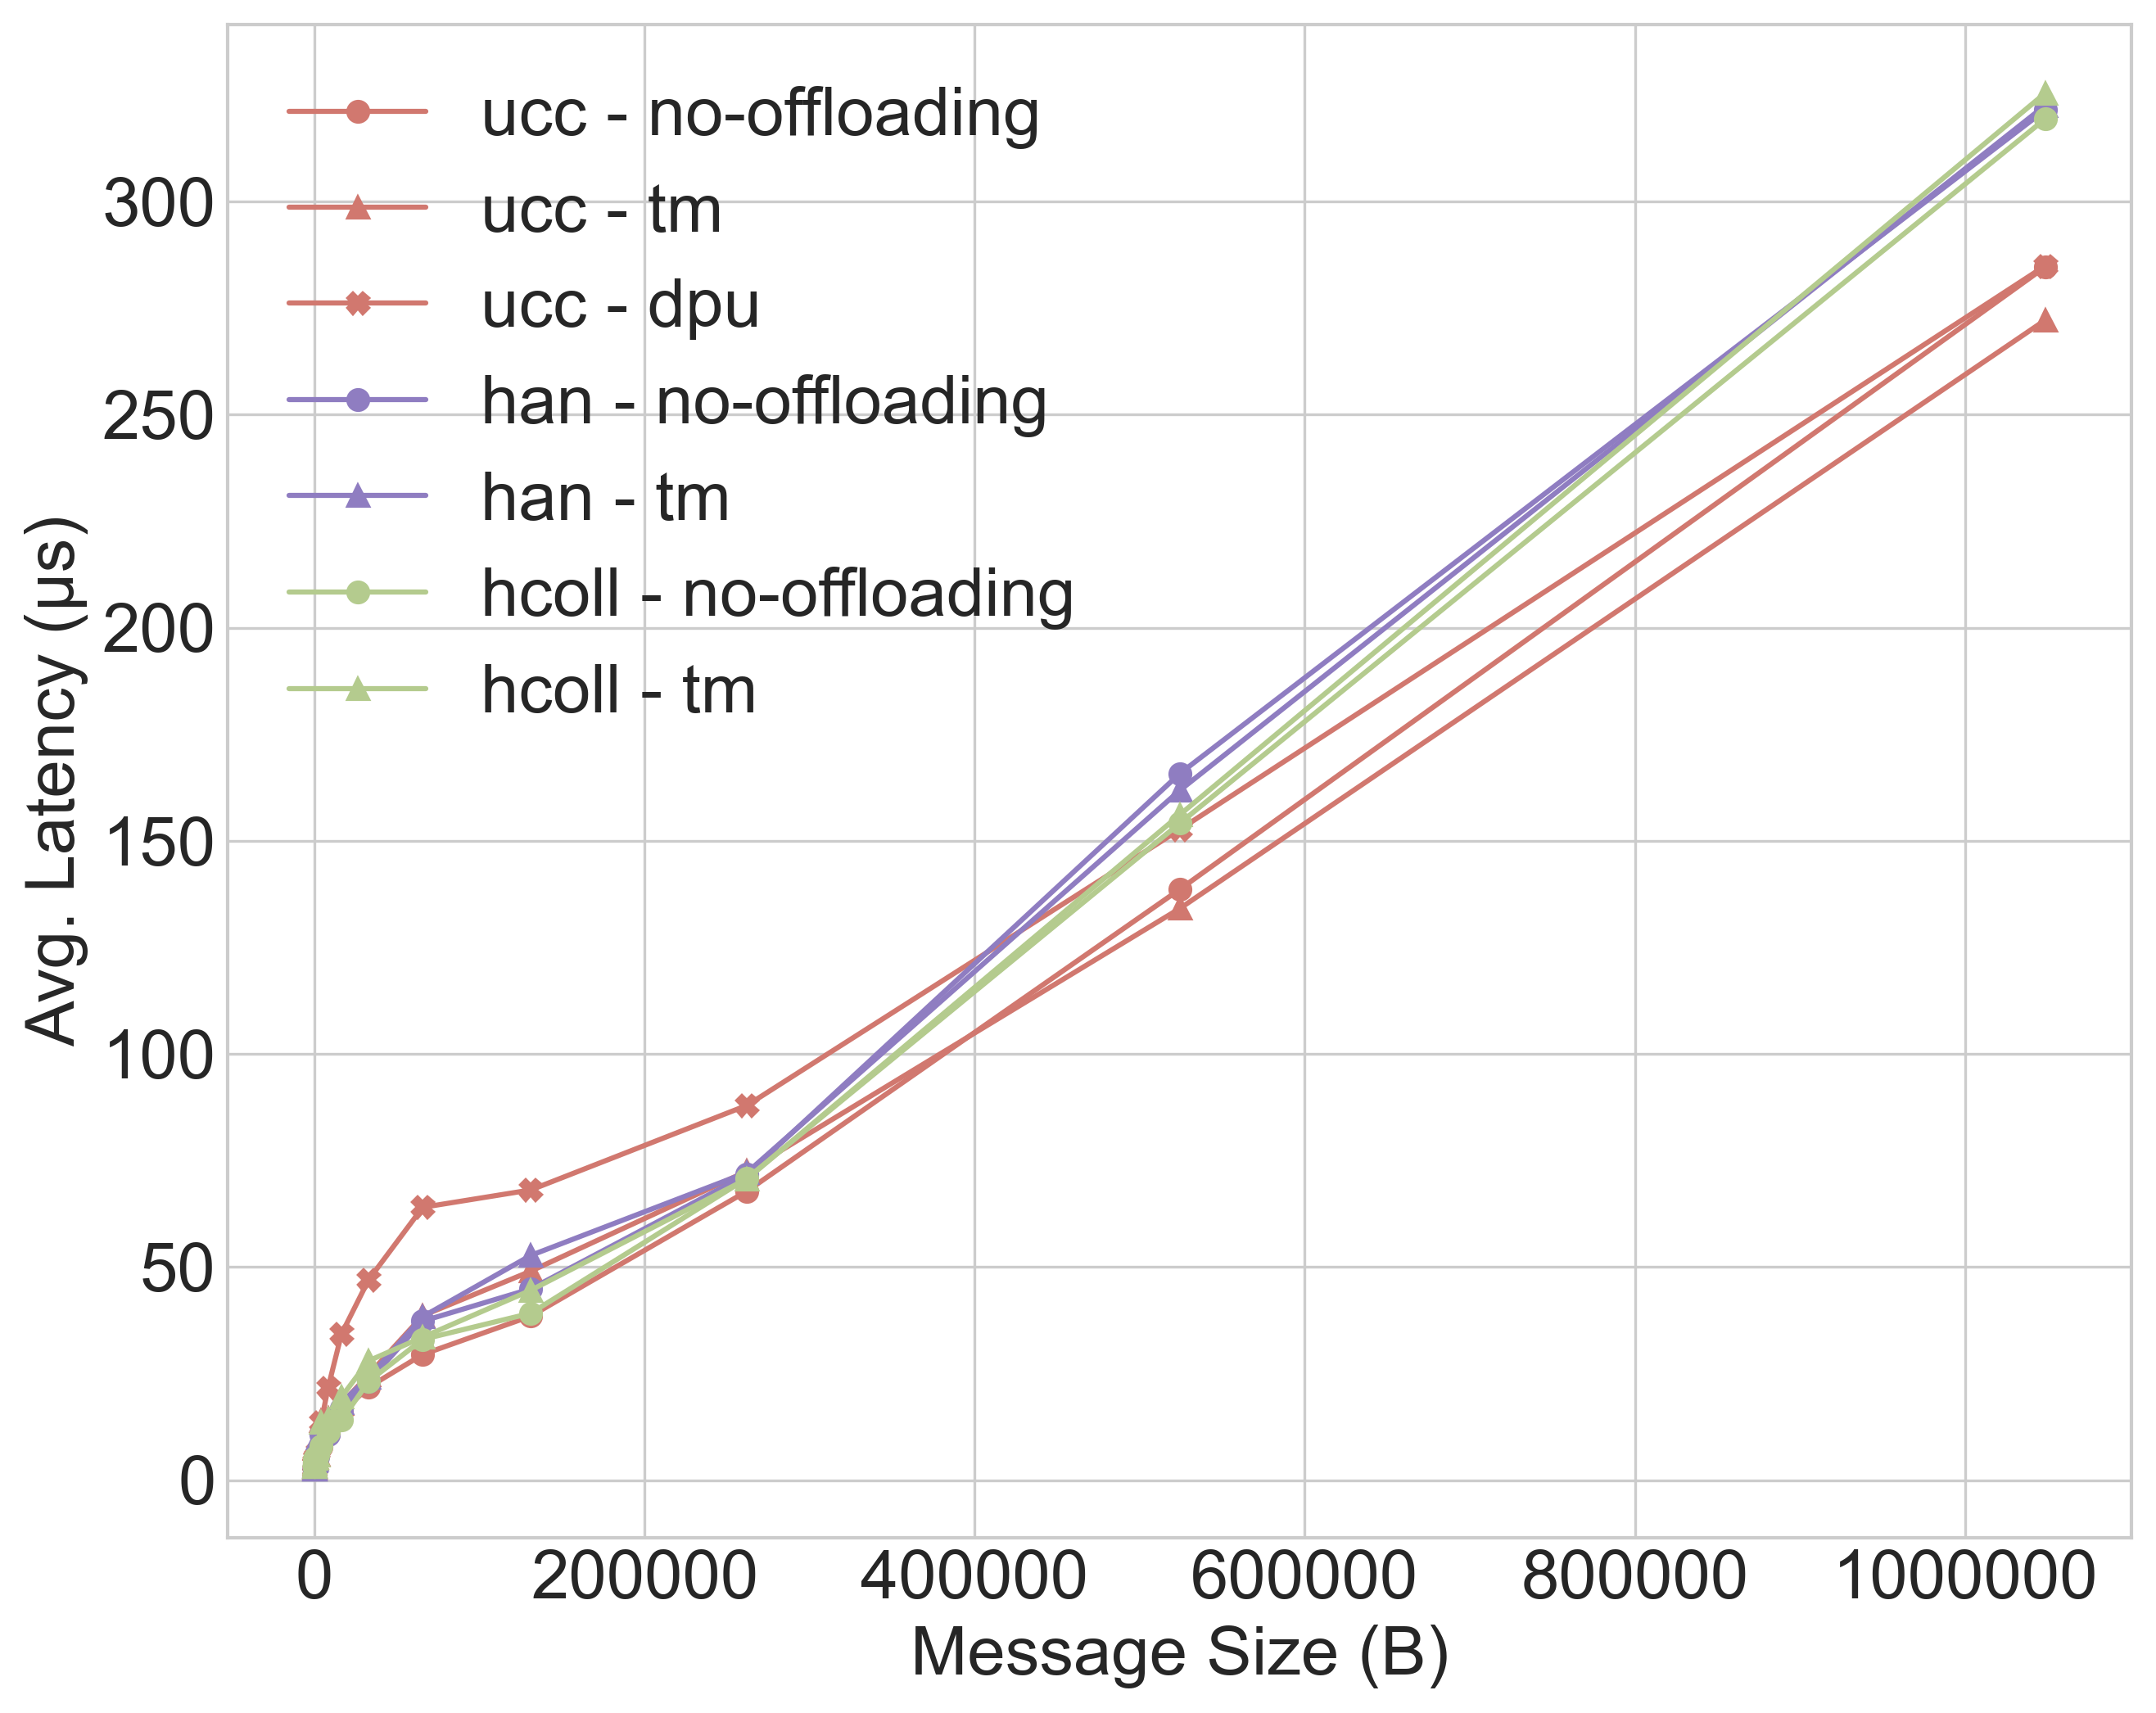 ucc - no-offloading
ucc - tm
ucc - dpu
han - no-offloading
han - tm
hcoll - no-offloading
hcoll - tm
Avg. Latency (µs)
300
250
200
150
100
50
0
0 200000 400000 600000 800000 1000000
Message Size (B)